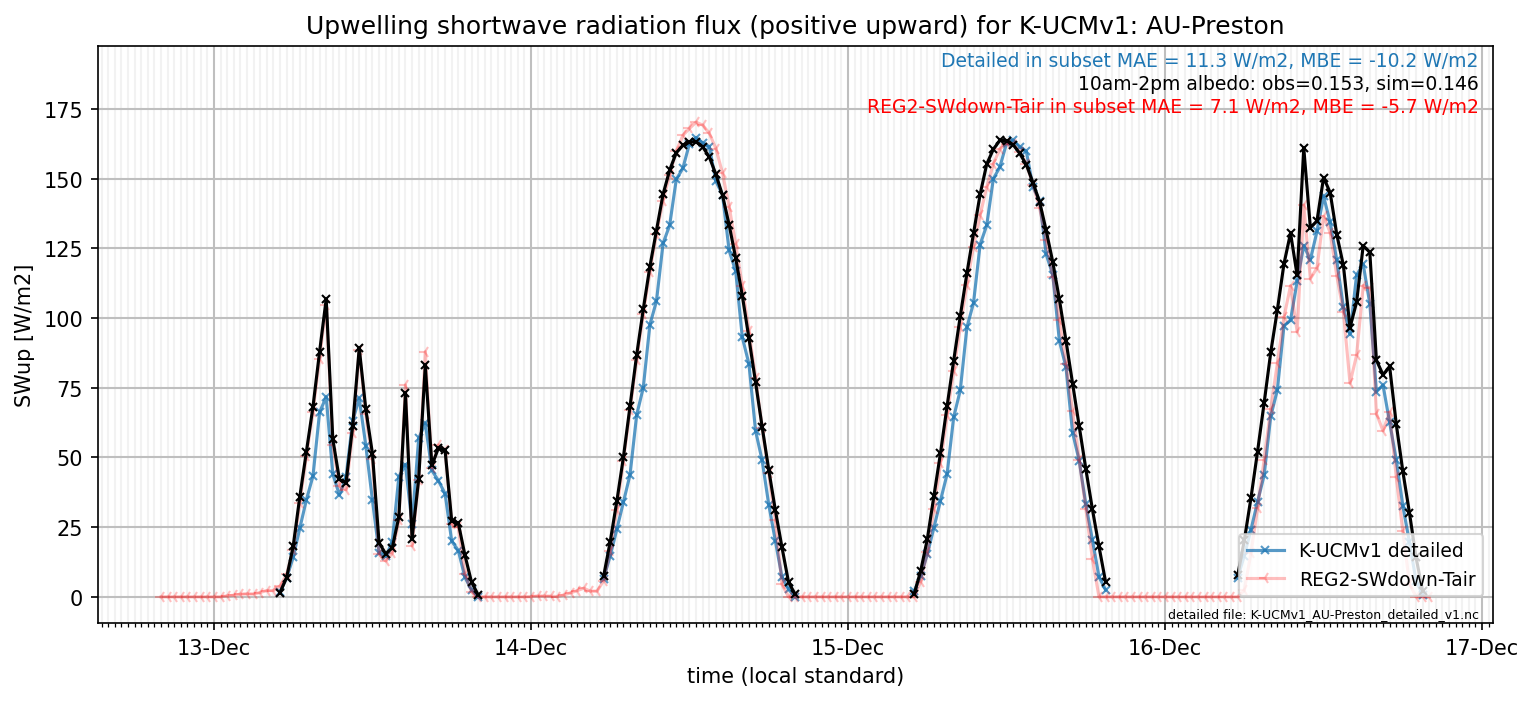 Upwelling shortwave radiation flux (positive upward) for K-UCMv1: AU-Preston
Detailed in subset MAE = 11.3 W/m2, MBE = -10.2 W/m2
10am-2pm albedo: obs=0.153, sim=0.146
REG2-SWdown-Tair in subset MAE = 7.1 W/m2, MBE = -5.7 W/m2
SWup [W/m2]
175
150
125
100
75
50
25
0
K-UCMv1 detailed
REG2-SWdown-Tair
detailed file: K-UCMv1_AU-Preston_detailed_v1.nc
13-Dec 14-Dec 15-Dec 16-Dec 17-Dec
time (local standard)